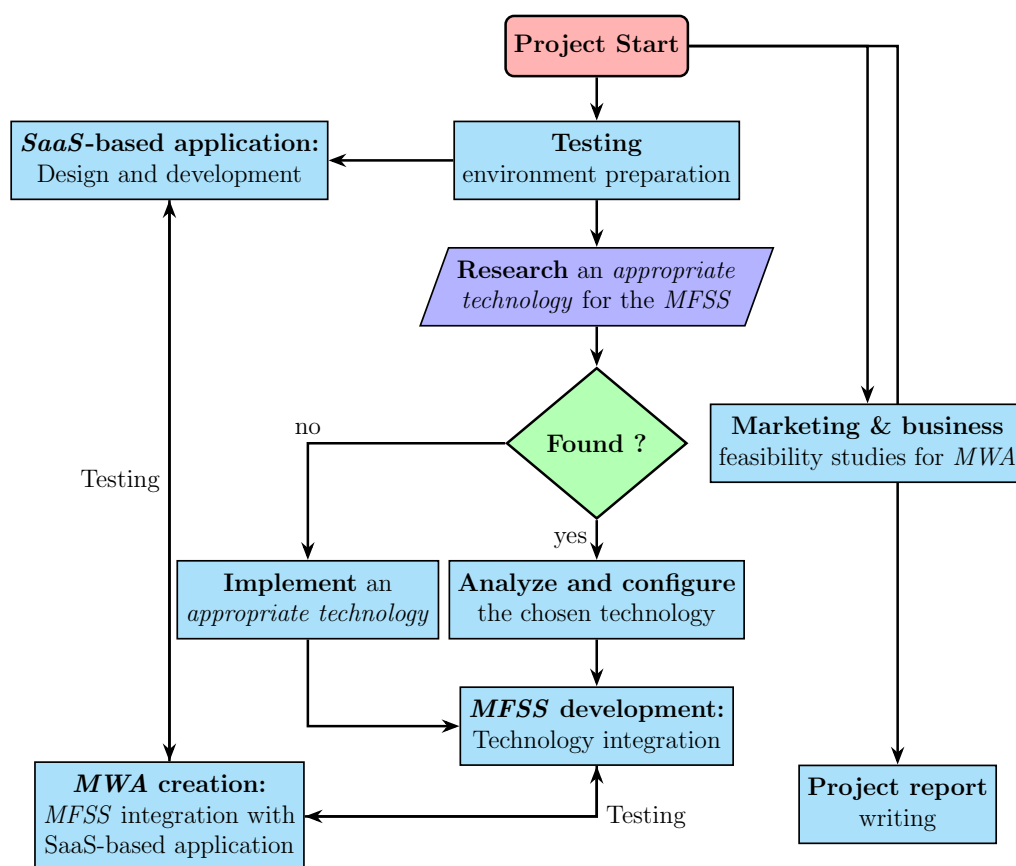 Project Start
Testing
environment preparation
SaaS-based application:
Design and development
Research an appropriate
technology for the MFSS
Found ?
no
yes
Marketing & business
feasibility studies for MWA
Testing
Implement an
appropriate technology
Analyze and configure
the chosen technology
MFSS development:
Technology integration
MWA creation:
MFSS integration with
SaaS-based application
Testing
Project report
writing